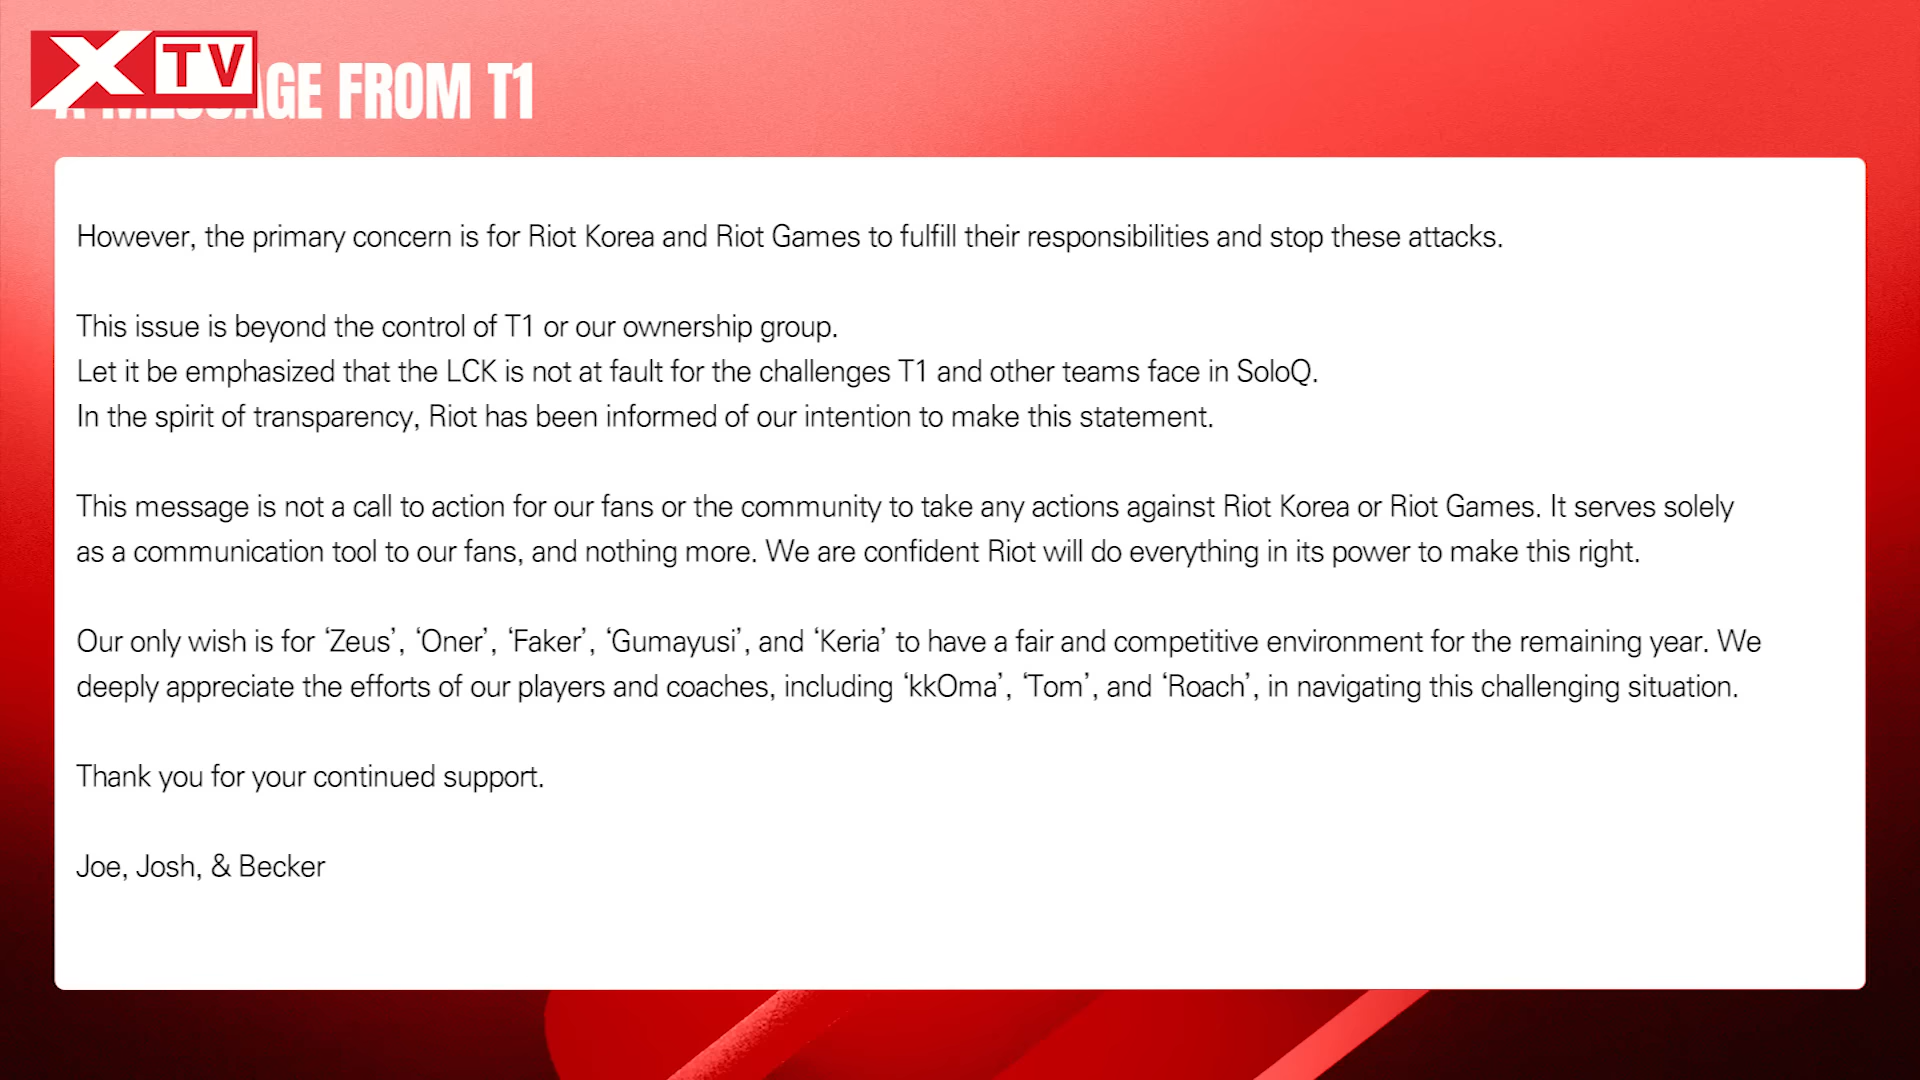 XTV
A MESSAGE FROM T1
However, the primary concern is for Riot Korea and Riot Games to fulfill their responsibilities and stop these attacks.
This issue is beyond the control of T1 or our ownership group.
Let it be emphasized that the LCK is not at fault for the challenges T1 and other teams face in SoloQ.
In the spirit of transparency, Riot has been informed of our intention to make this statement.
This message is not a call to action for our fans or the community to take any actions against Riot Korea or Riot Games. It serves solely
as a communication tool to our fans, and nothing more. We are confident Riot will do everything in its power to make this right.
Our only wish is for ‘Zeus’, ‘Oner’, ‘Faker’, ‘Gumayusi’, and ‘Keria’ to have a fair and competitive environment for the remaining year. We
deeply appreciate the efforts of our players and coaches, including ‘kkOma’, ‘Tom’, and ‘Roach’, in navigating this challenging situation.
Thank you for your continued support.
Joe, Josh, & Becker